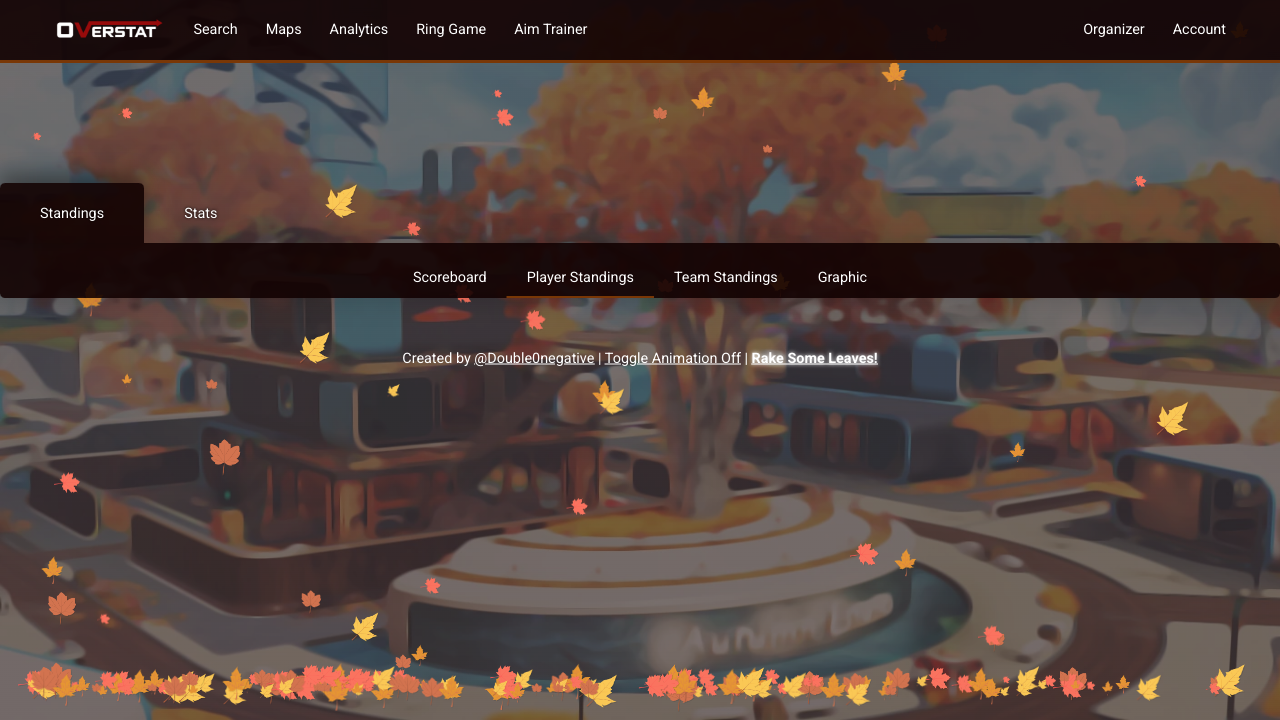 OVERSTAT Search Maps Analytics Ring Game Aim Trainer Organizer Account
Standings Stats
Scoreboard Player Standings Team Standings Graphic
Created by @Double0negative | Toggle Animation Off | Rake Some Leaves!